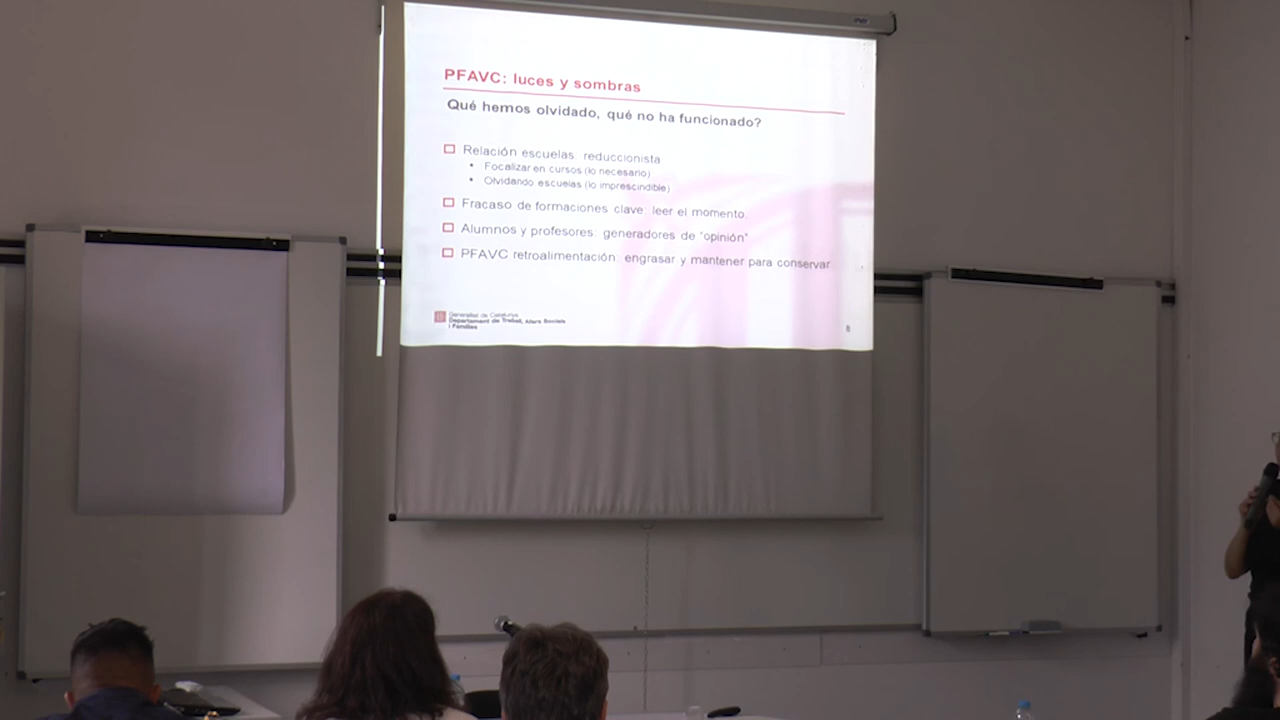 PFAVC: luces y sombras
Qué hemos olvidado, qué no ha funcionado?
Relación escuelas: reduccionista
Focalizar en cursos (lo necesario)
Olvidando escuelas (lo imprescindible)
Fracaso de formaciones clave: leer el momento.
Alumnos y profesores: generadores de "opinión"
PFAVC retroalimentación: engrasar y mantener para conservar
Generalitat de Catalunya
Departament de Treball, Afers Socials
i Famílies
8